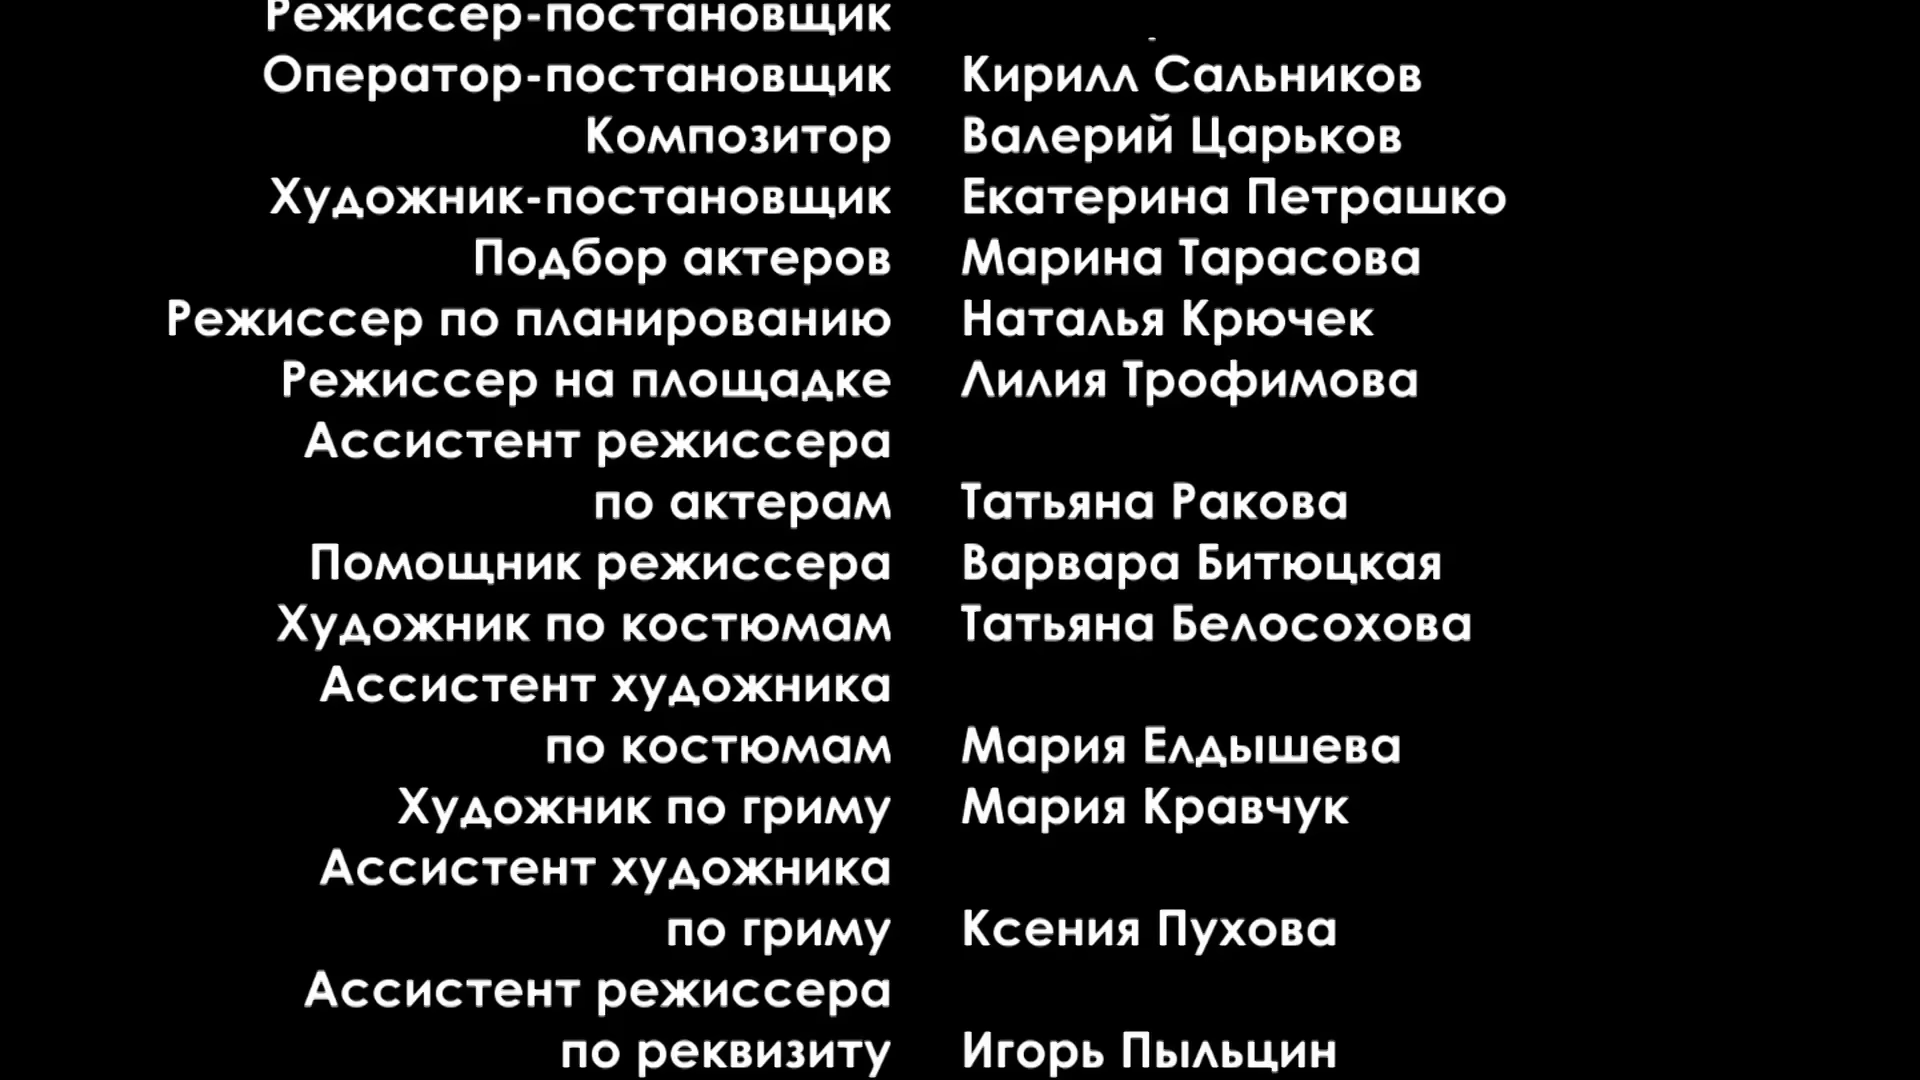 Режиссер-постановщик
Оператор-постановщик Кирилл Сальников
Композитор Валерий Царьков
Художник-постановщик Екатерина Петрашко
Подбор актеров Марина Тарасова
Режиссер по планированию Наталья Крючек
Режиссер на площадке Лилия Трофимова
Ассистент режиссера
по актерам Татьяна Ракова
Помощник режиссера Варвара Битюцкая
Художник по костюмам Татьяна Белосохова
Ассистент художника
по костюмам Мария Елдышева
Художник по гриму Мария Кравчук
Ассистент художника
по гриму Ксения Пухова
Ассистент режиссера
по реквизиту Игорь Пыльцин